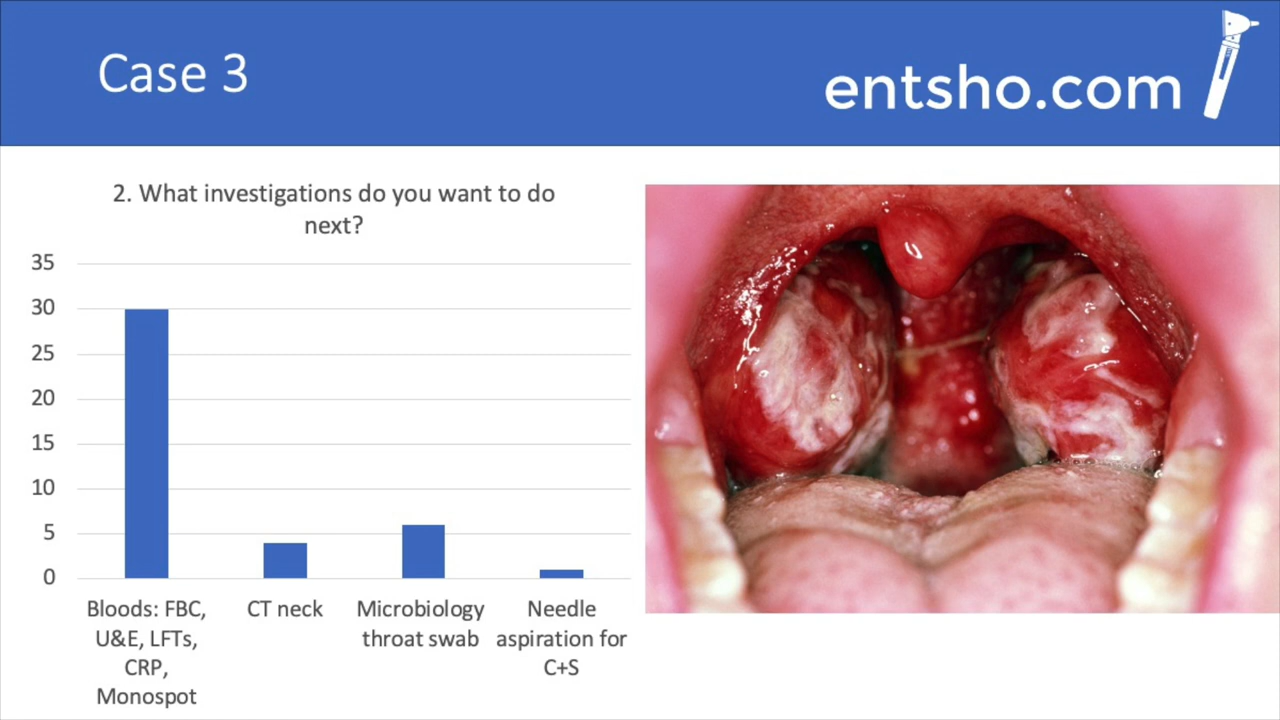 Case 3
entsho.com
2. What investigations do you want to do
next?
35
30
25
20
15
10
5
0
Bloods: FBC,
U&E, LFTs,
CRP,
Monospot
CT neck
Microbiology
throat swab
Needle
aspiration for
C+S